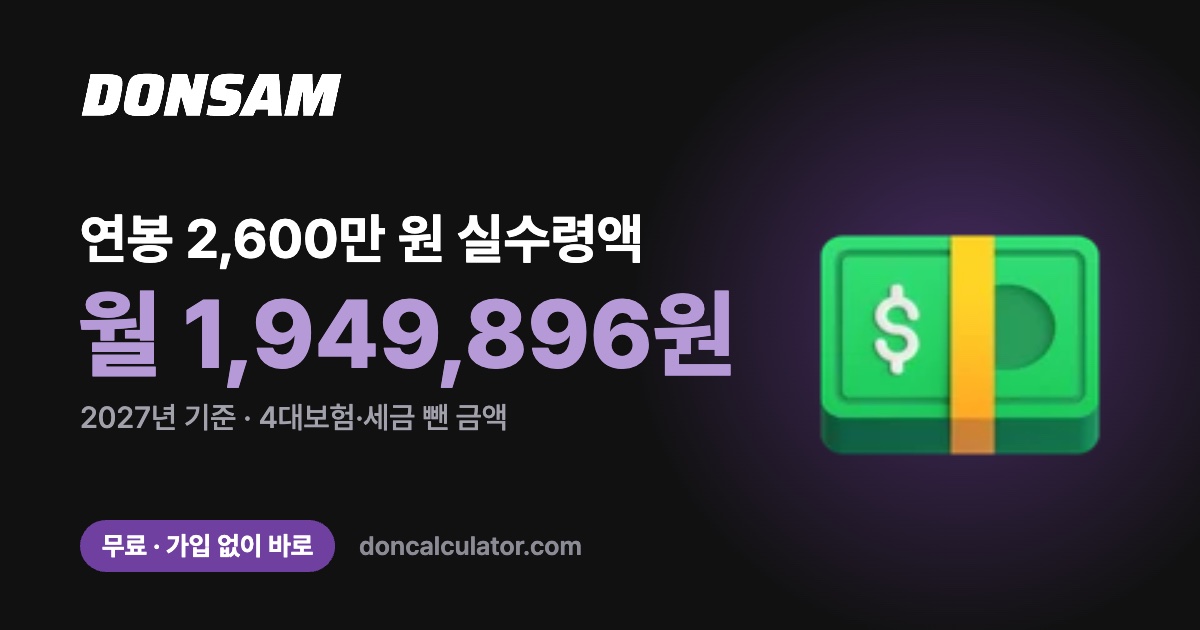 DONSAM
연봉 2,600만 원 실수령액
월 1,949,896원
2027년 기준 · 4대보험·세금 뺀 금액
무료 · 가입 없이 바로
doncalculator.com
$